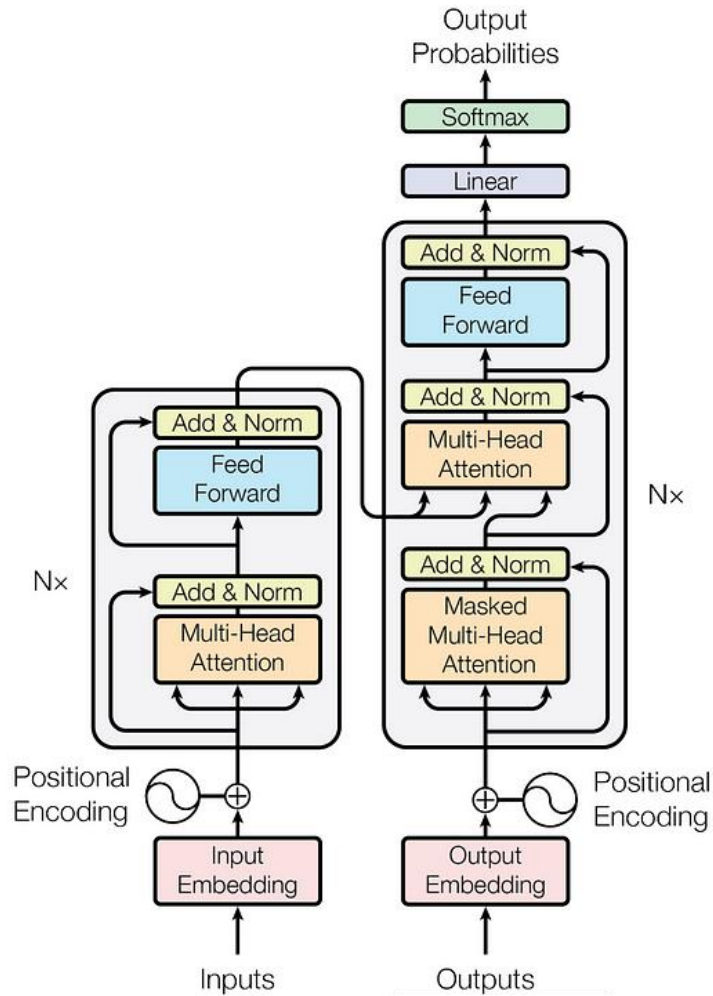 Output
Probabilities
Softmax
Linear
Add & Norm
Feed
Forward
Add & Norm
Multi-Head
Attention
Nx
Add & Norm
Masked
Multi-Head
Attention
Add & Norm
Feed
Forward
Nx
Add & Norm
Multi-Head
Attention
Positional
Encoding
Positional
Encoding
Input
Embedding
Output
Embedding
Inputs
Outputs